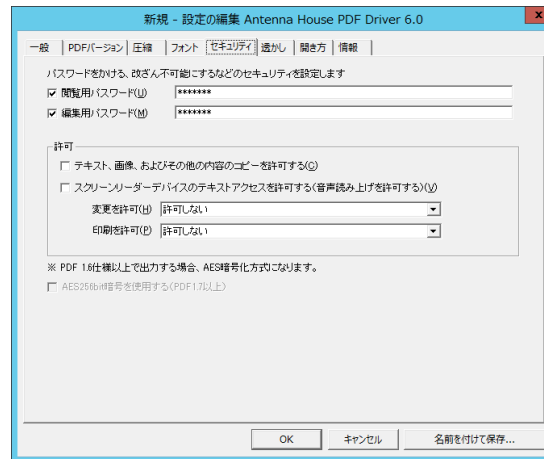 新規 - 設定の編集 Antenna House PDF Driver 6.0
x
一般 PDFバージョン 圧縮 フォント セキュリティ 透かし 開き方 情報
パスワードをかける、改ざん不可能にするなどのセキュリティを設定します
閲覧用パスワード(U) *******
編集用パスワード(M) *******
許可
テキスト、画像、およびその他の内容のコピーを許可する(C)
スクリーンリーダーデバイスのテキストアクセスを許可する(音声読み上げを許可する)(V)
変更を許可(H) 許可しない
印刷を許可(P) 許可しない
※ PDF 1.6仕様以上で出力する場合、AES暗号化方式になります。
AES256bit暗号を使用する(PDF1.7以上)
OK キャンセル 名前を付けて保存...